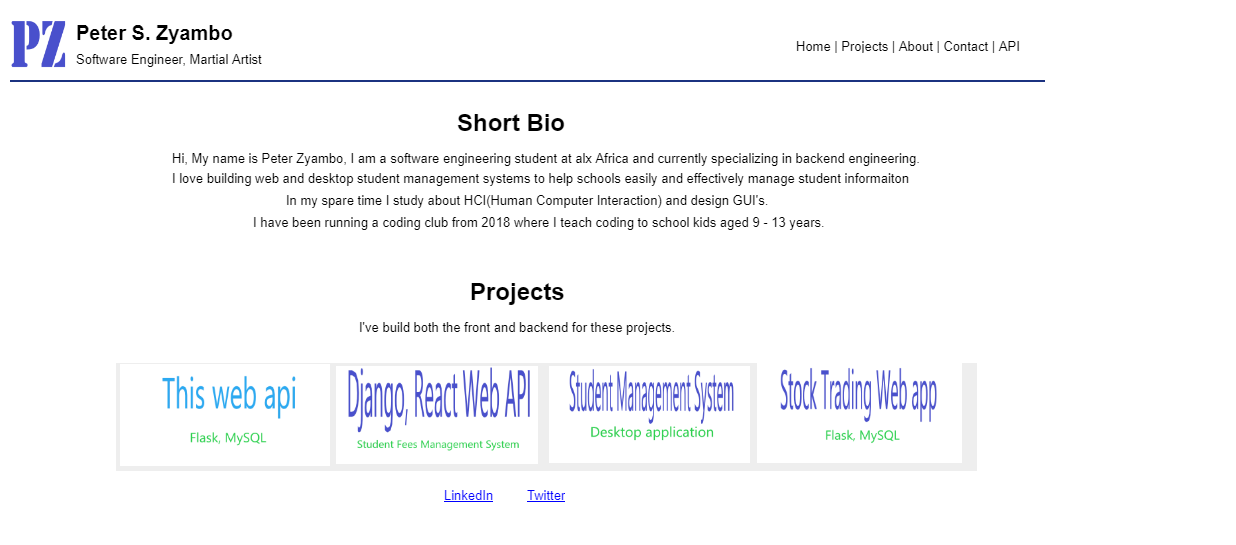 PZ
Peter S. Zyambo
Software Engineer, Martial Artist
Home | Projects | About | Contact | API
Short Bio
Hi, My name is Peter Zyambo, I am a software engineering student at alx Africa and currently specializing in backend engineering.
I love building web and desktop student management systems to help schools easily and effectively manage student informaiton
In my spare time I study about HCI(Human Computer Interaction) and design GUI's.
I have been running a coding club from 2018 where I teach coding to school kids aged 9 - 13 years.
Projects
I've build both the front and backend for these projects.
This web api
Flask, MySQL
Django, React Web API
Student Fees Management System
Student Management System
Desktop application
Stock Trading Web app
Flask, MySQL
LinkedIn
Twitter